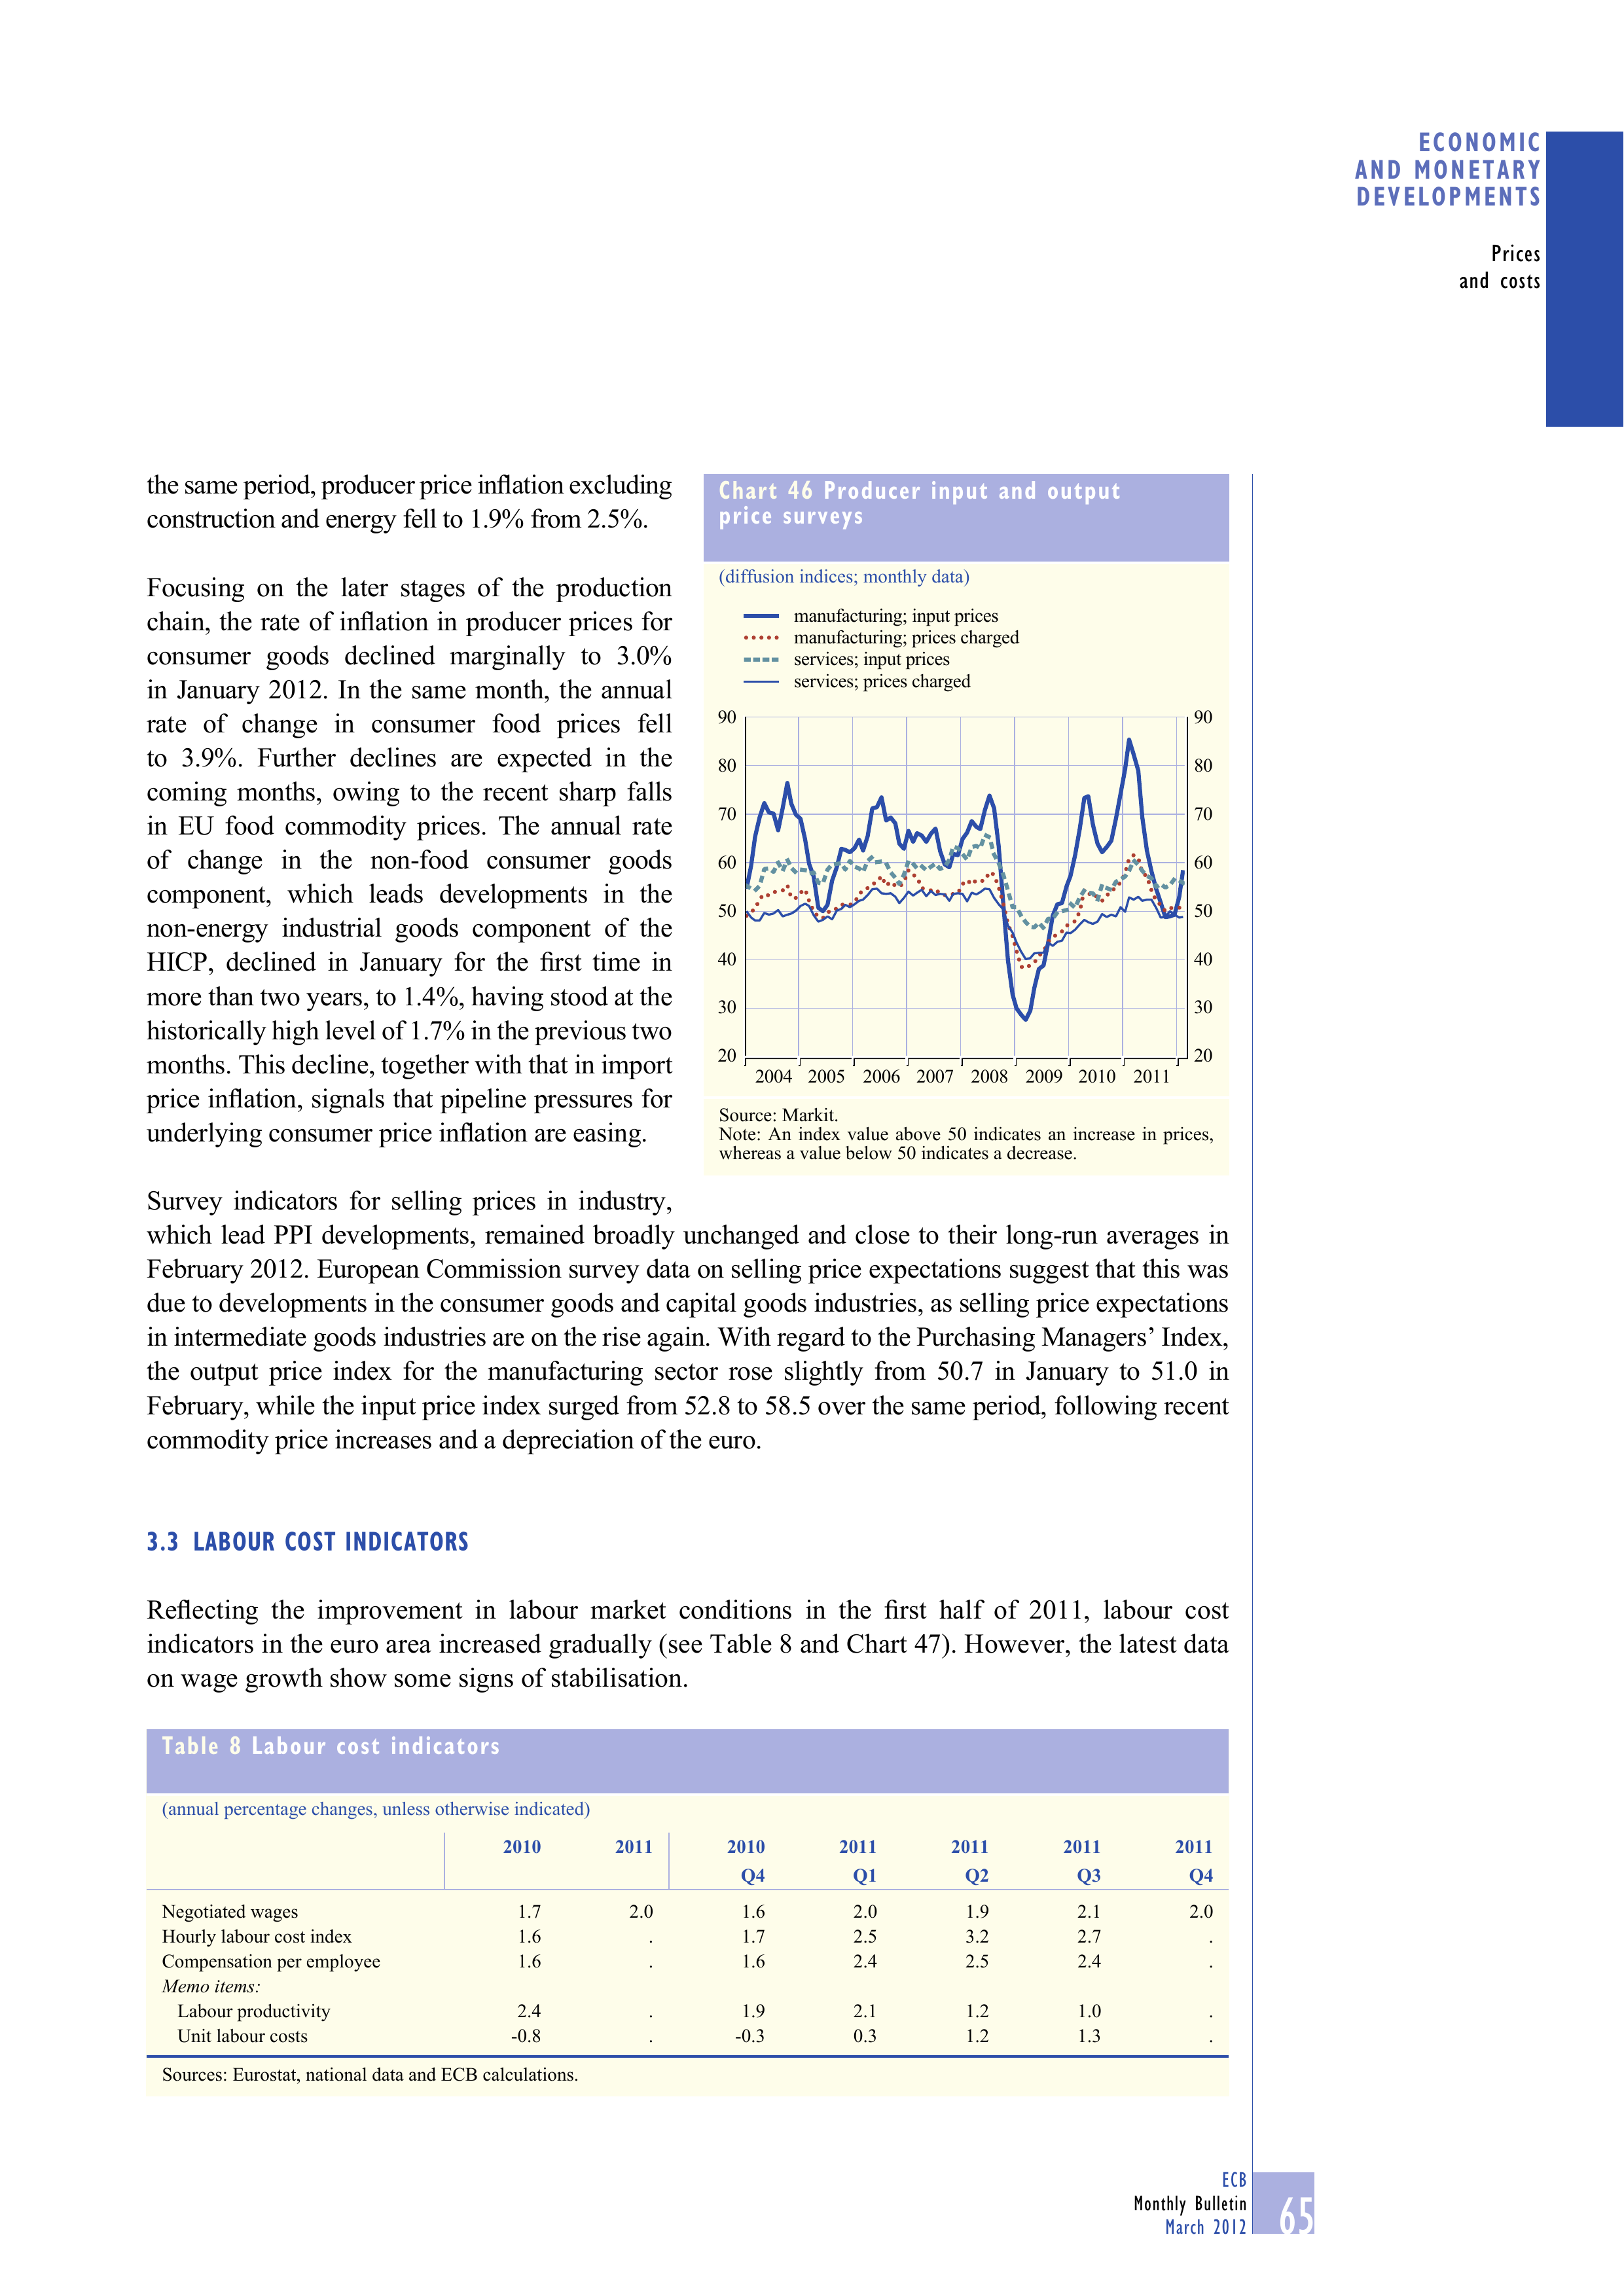 ECONOMIC
AND MONETARY
DEVELOPMENTS
Prices
and costs
the same period, producer price inflation excluding
construction and energy fell to 1.9% from 2.5%.
Focusing on the later stages of the production
chain, the rate of inflation in producer prices for
consumer goods declined marginally to 3.0%
in January 2012. In the same month, the annual
rate of change in consumer food prices fell
to 3.9%. Further declines are expected in the
coming months, owing to the recent sharp falls
in EU food commodity prices. The annual rate
of change in the non-food consumer goods
component, which leads developments in the
non-energy industrial goods component of the
HICP, declined in January for the first time in
more than two years, to 1.4%, having stood at the
historically high level of 1.7% in the previous two
months. This decline, together with that in import
price inflation, signals that pipeline pressures for
underlying consumer price inflation are easing.
Chart 46 Producer input and output
price surveys
(diffusion indices; monthly data)
manufacturing; input prices
manufacturing; prices charged
services; input prices
services; prices charged
90 90
80 80
70 70
60 60
50 50
40 40
30 30
20 20
2004 2005 2006 2007 2008 2009 2010 2011
Source: Markit.
Note: An index value above 50 indicates an increase in prices,
whereas a value below 50 indicates a decrease.
Survey indicators for selling prices in industry,
which lead PPI developments, remained broadly unchanged and close to their long-run averages in
February 2012. European Commission survey data on selling price expectations suggest that this was
due to developments in the consumer goods and capital goods industries, as selling price expectations
in intermediate goods industries are on the rise again. With regard to the Purchasing Managers’ Index,
the output price index for the manufacturing sector rose slightly from 50.7 in January to 51.0 in
February, while the input price index surged from 52.8 to 58.5 over the same period, following recent
commodity price increases and a depreciation of the euro.
3.3 LABOUR COST INDICATORS
Reflecting the improvement in labour market conditions in the first half of 2011, labour cost
indicators in the euro area increased gradually (see Table 8 and Chart 47). However, the latest data
on wage growth show some signs of stabilisation.
Table 8 Labour cost indicators
(annual percentage changes, unless otherwise indicated)
2010 2011 2010 2011 2011 2011 2011
Q4 Q1 Q2 Q3 Q4
Negotiated wages 1.7 2.0 1.6 2.0 1.9 2.1 2.0
Hourly labour cost index 1.6 . 1.7 2.5 3.2 2.7 .
Compensation per employee 1.6 . 1.6 2.4 2.5 2.4 .
Memo items:
Labour productivity 2.4 . 1.9 2.1 1.2 1.0 .
Unit labour costs -0.8 . -0.3 0.3 1.2 1.3 .
Sources: Eurostat, national data and ECB calculations.
ECB
Monthly Bulletin
March 2012
65